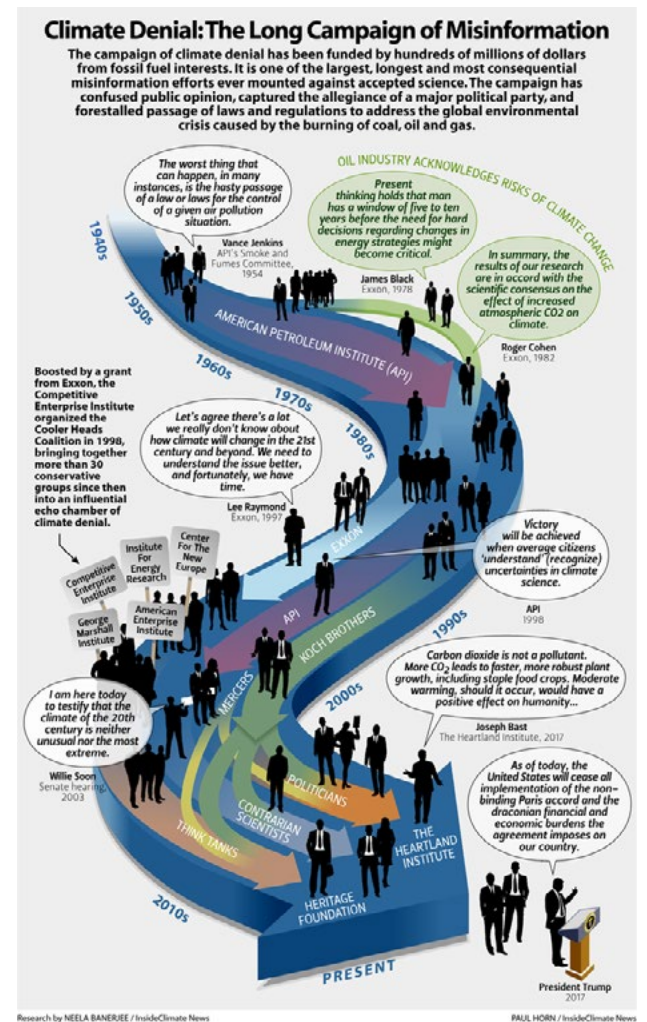 Climate Denial: The Long Campaign of Misinformation
The campaign of climate denial has been funded by hundreds of millions of dollars
from fossil fuel interests. It is one of the largest, longest and most consequential
misinformation efforts ever mounted against accepted science. The campaign has
confused public opinion, captured the allegiance of a major political party, and
forestalled passage of laws and regulations to address the global environmental
crisis caused by the burning of coal, oil and gas.
OIL INDUSTRY ACKNOWLEDGES RISKS OF CLIMATE CHANGE
The worst thing that
can happen, in many
instances, is the hasty passage
of a law or laws for the control
of a given air pollution
situation.
Vance Jenkins
API's Smoke and
Fumes Committee,
1954
Present
thinking holds that man
has a window of five to ten
years before the need for hard
decisions regarding changes in
energy strategies might
become critical.
James Black
Exxon, 1978
In summary, the
results of our research
are in accord with the
scientific consensus on the
effect of increased
atmospheric CO2 on
climate.
Roger Cohen
Exxon, 1982
1940s
1950s
1960s
1970s
1980s
AMERICAN PETROLEUM INSTITUTE (API)
Boosted by a grant
from Exxon, the
Competitive
Enterprise Institute
organized the
Cooler Heads
Coalition in 1998,
bringing together
more than 30
conservative
groups since then
into an influential
echo chamber of
climate denial.
Let's agree there's a lot
we really don't know about
how climate will change in the 21st
century and beyond. We need to
understand the issue better,
and fortunately, we have
time.
Lee Raymond
Exxon, 1997
Victory
will be achieved
when average citizens
'understand' (recognize)
uncertainties in climate
science.
API
1998
EXXON
API
KOCH BROTHERS
MERCERS
1990s
2000s
Competitive
Enterprise
Institute
Institute
For
Energy
Research
Center
For The
New
Europe
George
Marshall
Institute
American
Enterprise
Institute
I am here today
to testify that the
climate of the 20th
century is neither
unusual nor the most
extreme.
Willie Soon
Senate hearing,
2003
Carbon dioxide is not a pollutant.
More CO2 leads to faster, more robust plant
growth, including staple food crops. Moderate
warming, should it occur, would have a
positive effect on humanity...
Joseph Bast
The Heartland Institute, 2017
As of today, the
United States will cease all
implementation of the non-
binding Paris accord and the
draconian financial and
economic burdens the
agreement imposes on
our country.
President Trump
2017
POLITICIANS
CONTRARIAN
SCIENTISTS
THINK TANKS
THE
HEARTLAND
INSTITUTE
HERITAGE
FOUNDATION
2010s
PRESENT
Research by NEELA BANERJEE / InsideClimate News
PAUL HORN / InsideClimate News